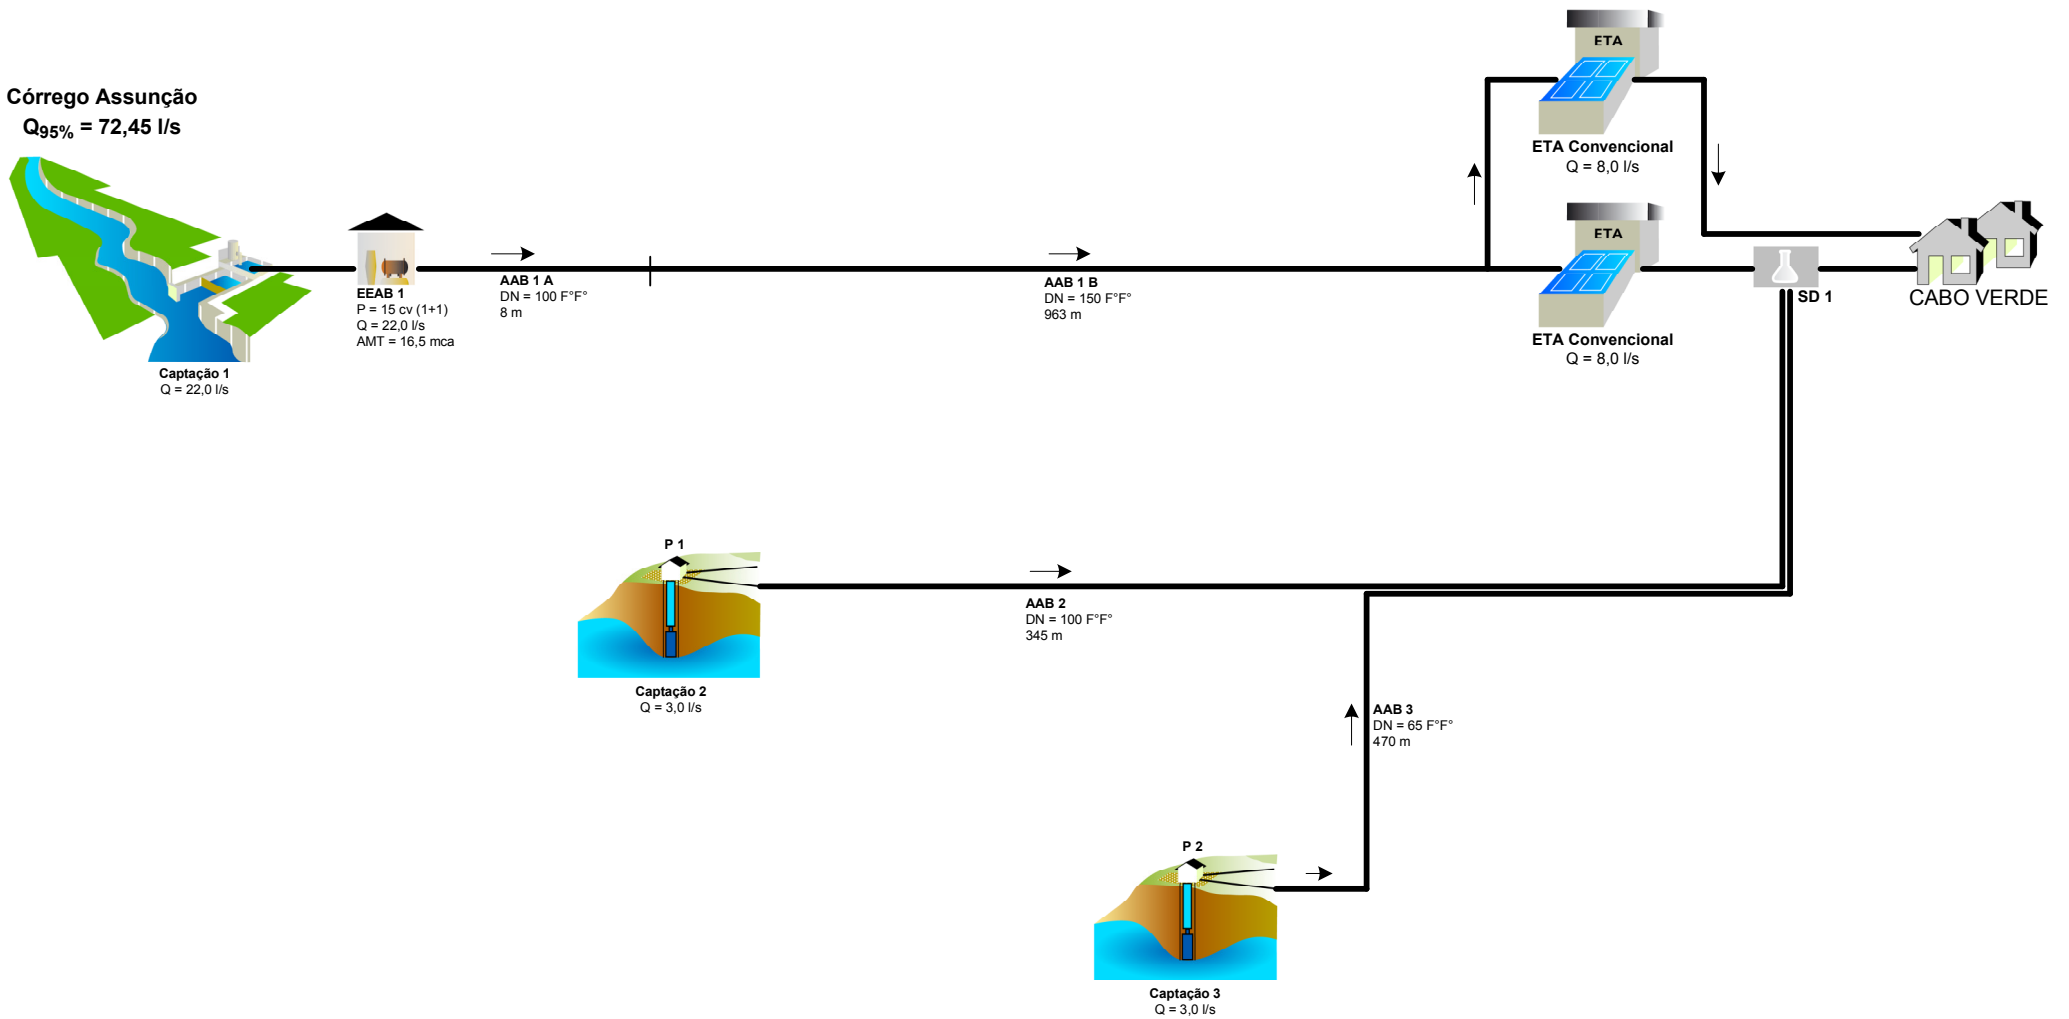 Córrego Assunção
Q95% = 72,45 l/s
Captação 1
Q = 22,0 l/s
EEAB 1
P = 15 cv (1+1)
Q = 22,0 l/s
AMT = 16,5 mca
AAB 1 A
DN = 100 F°F°
8 m
AAB 1 B
DN = 150 F°F°
963 m
ETA
ETA Convencional
Q = 8,0 l/s
ETA
ETA Convencional
Q = 8,0 l/s
SD 1
CABO VERDE
P 1
Captação 2
Q = 3,0 l/s
AAB 2
DN = 100 F°F°
345 m
AAB 3
DN = 65 F°F°
470 m
P 2
Captação 3
Q = 3,0 l/s